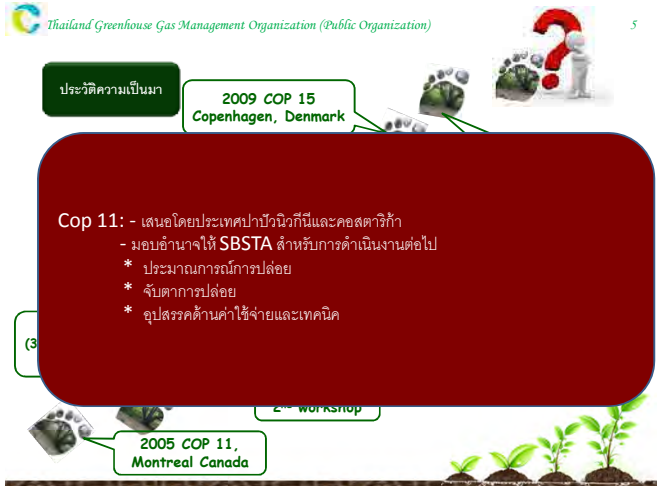 Thailand Greenhouse Gas Management Organization (Public Organization)
5
ประวัติความเป็นมา
2009 COP 15
Copenhagen, Denmark
Cop 11: - เสนอโดยประเทศปาปัวนิวกีนีและคอสตาริก้า
- มอบอำนาจให้ SBSTA สำหรับการดำเนินงานต่อไป
* ประมาณการณ์การปล่อย
* จับตาการปล่อย
* อุปสรรคด้านค่าใช้จ่ายและเทคนิค
(3
2nd workshop
2005 COP 11,
Montreal Canada